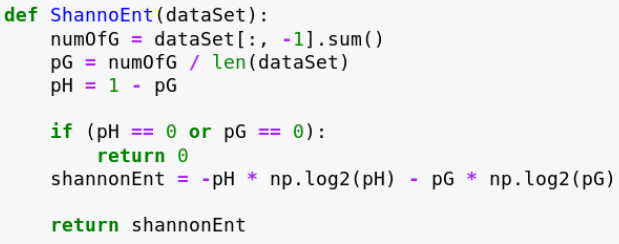 def ShannoEnt(dataSet):
    numOfG = dataSet[:, -1].sum()
    pG = numOfG / len(dataSet)
    pH = 1 - pG

    if (pH == 0 or pG == 0):
        return 0
    shannonEnt = -pH * np.log2(pH) - pG * np.log2(pG)

    return shannonEnt